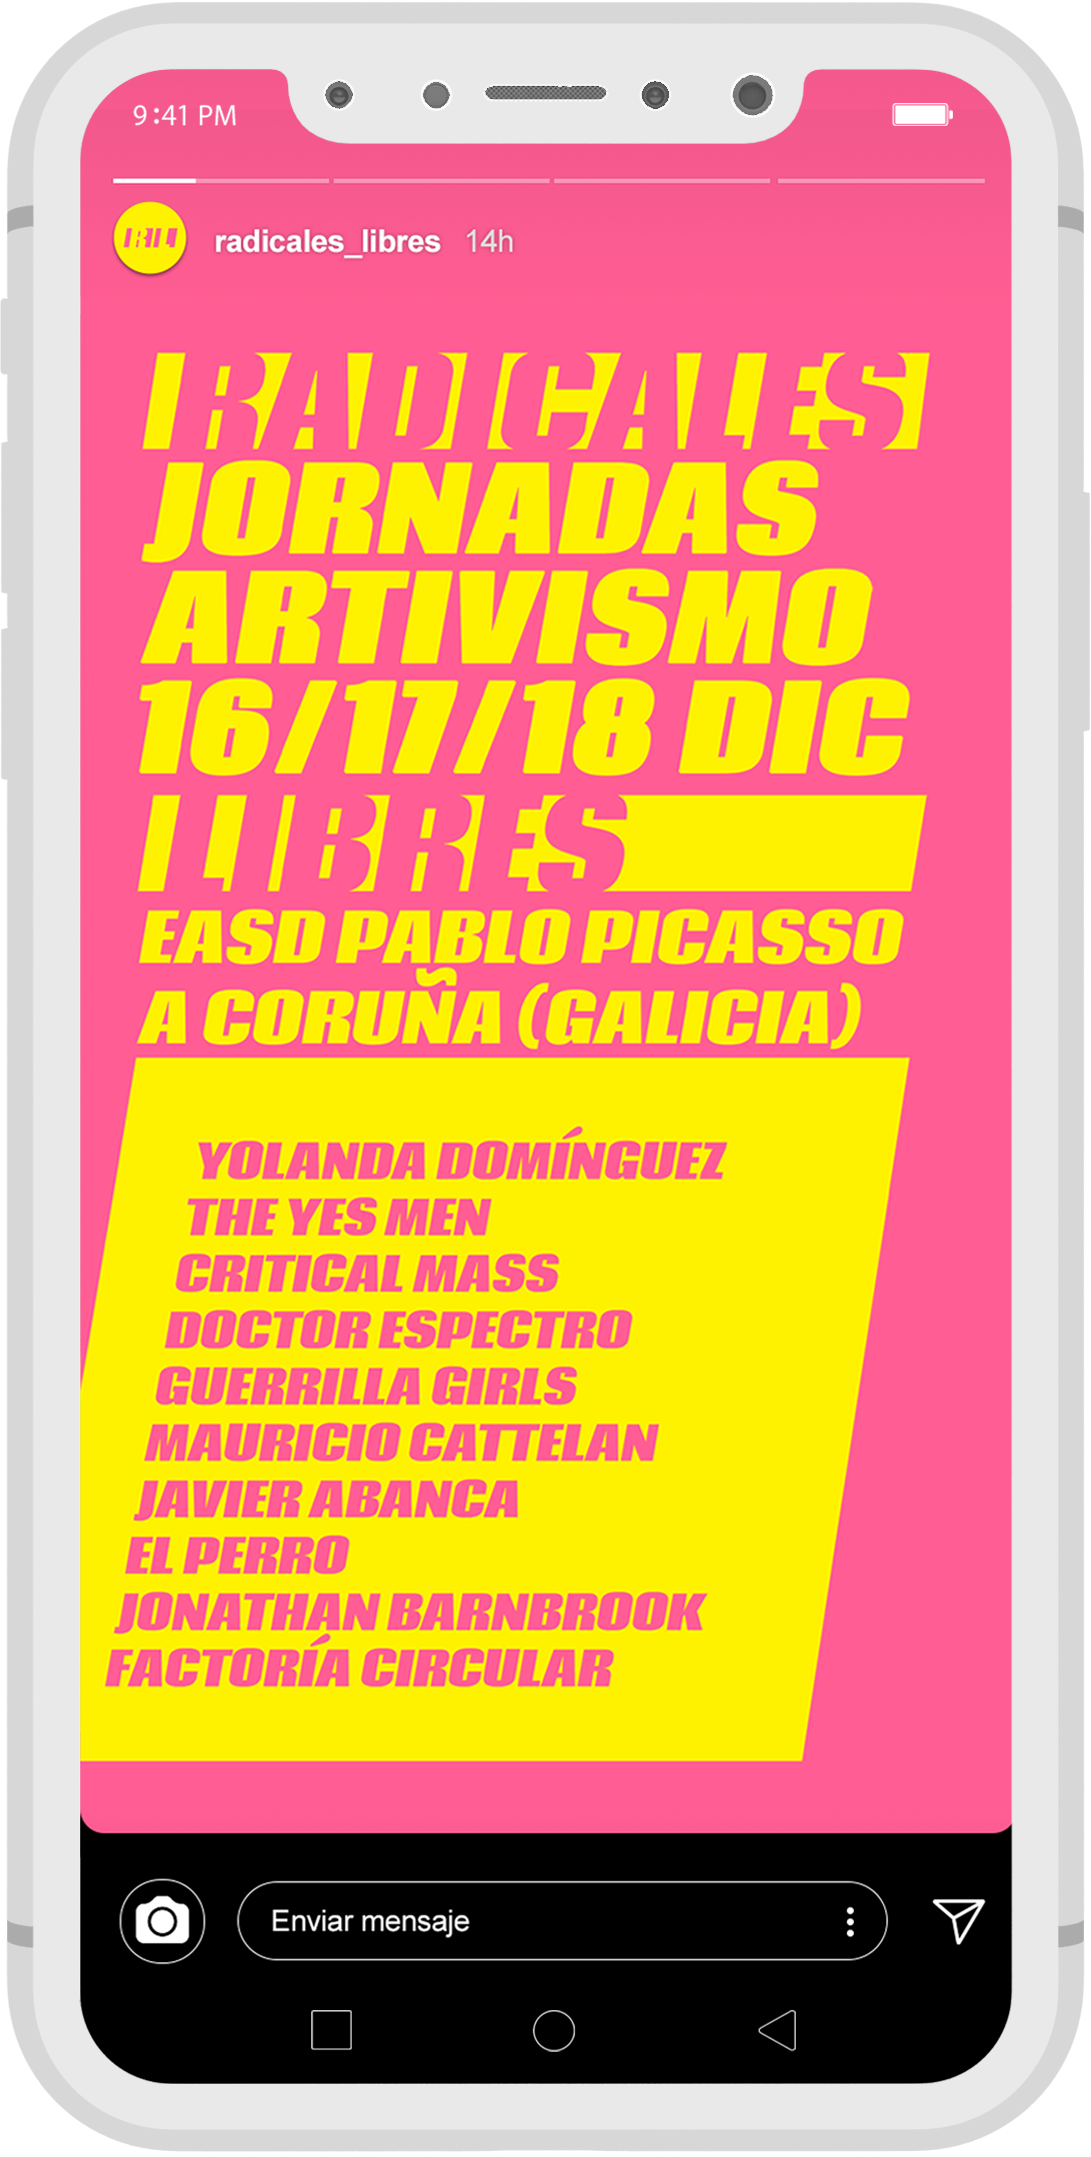 9:41 PM
radicales_libres 14h
RADICALES
JORNADAS
ARTIVISMO
16/17/18 DIC
LIBRES
EASD PABLO PICASSO
A CORUÑA (GALICIA)
YOLANDA DOMÍNGUEZ
THE YES MEN
CRITICAL MASS
DOCTOR ESPECTRO
GUERRILLA GIRLS
MAURICIO CATTELAN
JAVIER ABANCA
EL PERRO
JONATHAN BARNBROOK
FACTORÍA CIRCULAR
Enviar mensaje